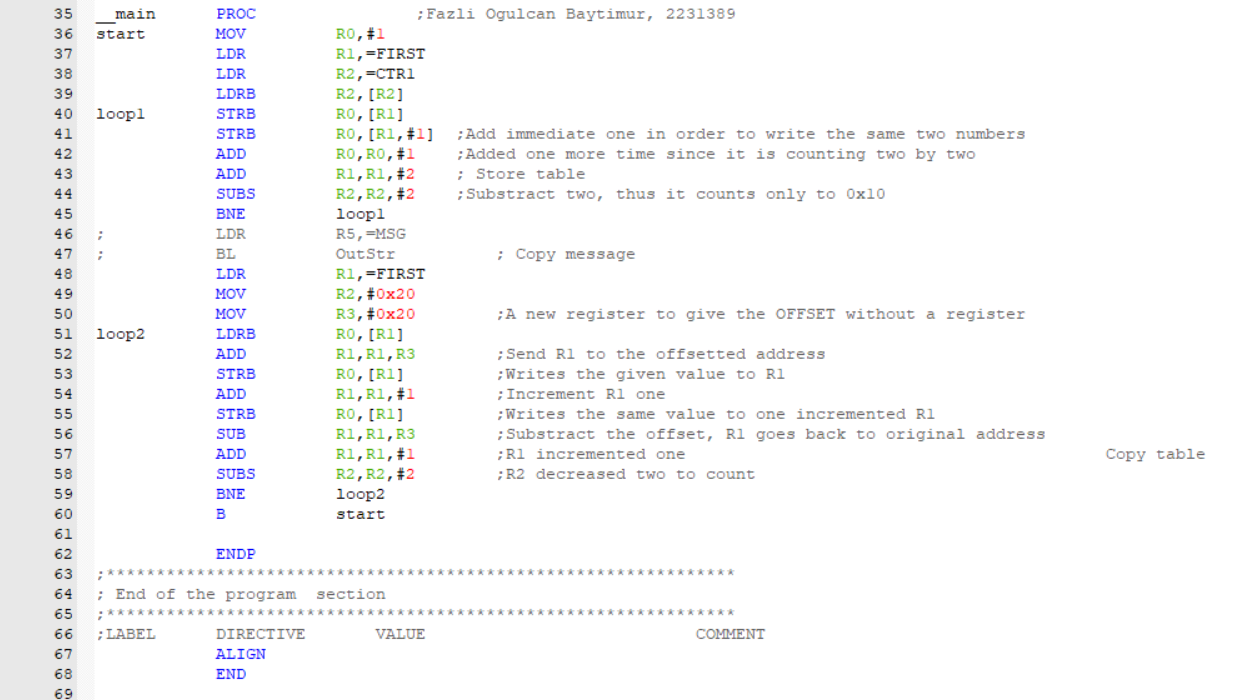 35 __main PROC ;Fazli Ogulcan Baytimur, 2231389
36 start MOV R0,#1
37 LDR R1,=FIRST
38 LDR R2,=CTR1
39 LDRB R2,[R2]
40 loop1 STRB R0,[R1]
41 STRB R0,[R1,#1] ;Add immediate one in order to write the same two numbers
42 ADD R0,R0,#1 ;Added one more time since it is counting two by two
43 ADD R1,R1,#2 ; Store table
44 SUBS R2,R2,#2 ;Substract two, thus it counts only to 0x10
45 BNE loop1
46 ; LDR R5,=MSG
47 ; BL OutStr ; Copy message
48 LDR R1,=FIRST
49 MOV R2,#0x20
50 MOV R3,#0x20 ;A new register to give the OFFSET without a register
51 loop2 LDRB R0,[R1]
52 ADD R1,R1,R3 ;Send R1 to the offsetted address
53 STRB R0,[R1] ;Writes the given value to R1
54 ADD R1,R1,#1 ;Increment R1 one
55 STRB R0,[R1] ;Writes the same value to one incremented R1
56 SUB R1,R1,R3 ;Substract the offset, R1 goes back to original address
57 ADD R1,R1,#1 ;R1 incremented one Copy table
58 SUBS R2,R2,#2 ;R2 decreased two to count
59 BNE loop2
60 B start
61
62 ENDP
63 ;***************************************************************
64 ; End of the program  section
65 ;***************************************************************
66 ;LABEL DIRECTIVE VALUE COMMENT
67 ALIGN
68 END
69